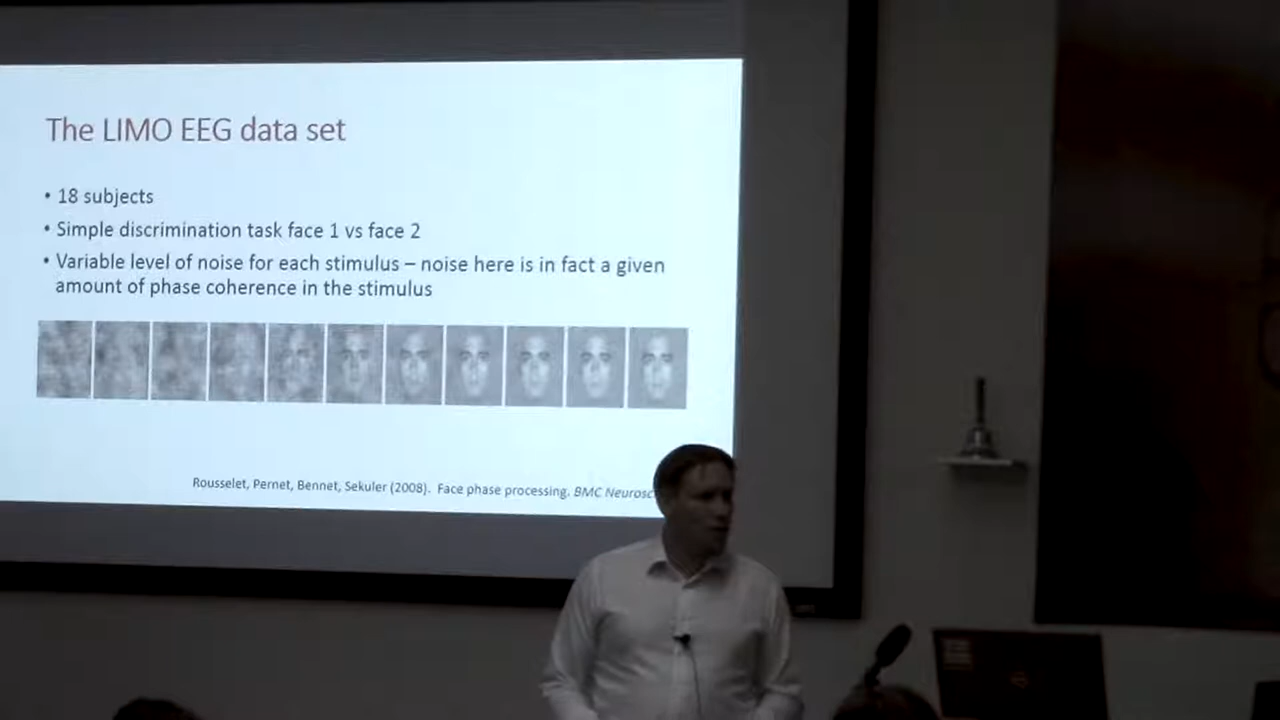 The LIMO EEG data set
• 18 subjects
• Simple discrimination task face 1 vs face 2
• Variable level of noise for each stimulus – noise here is in fact a given
amount of phase coherence in the stimulus
Rousselet, Pernet, Bennet, Sekuler (2008). Face phase processing. BMC Neurosc